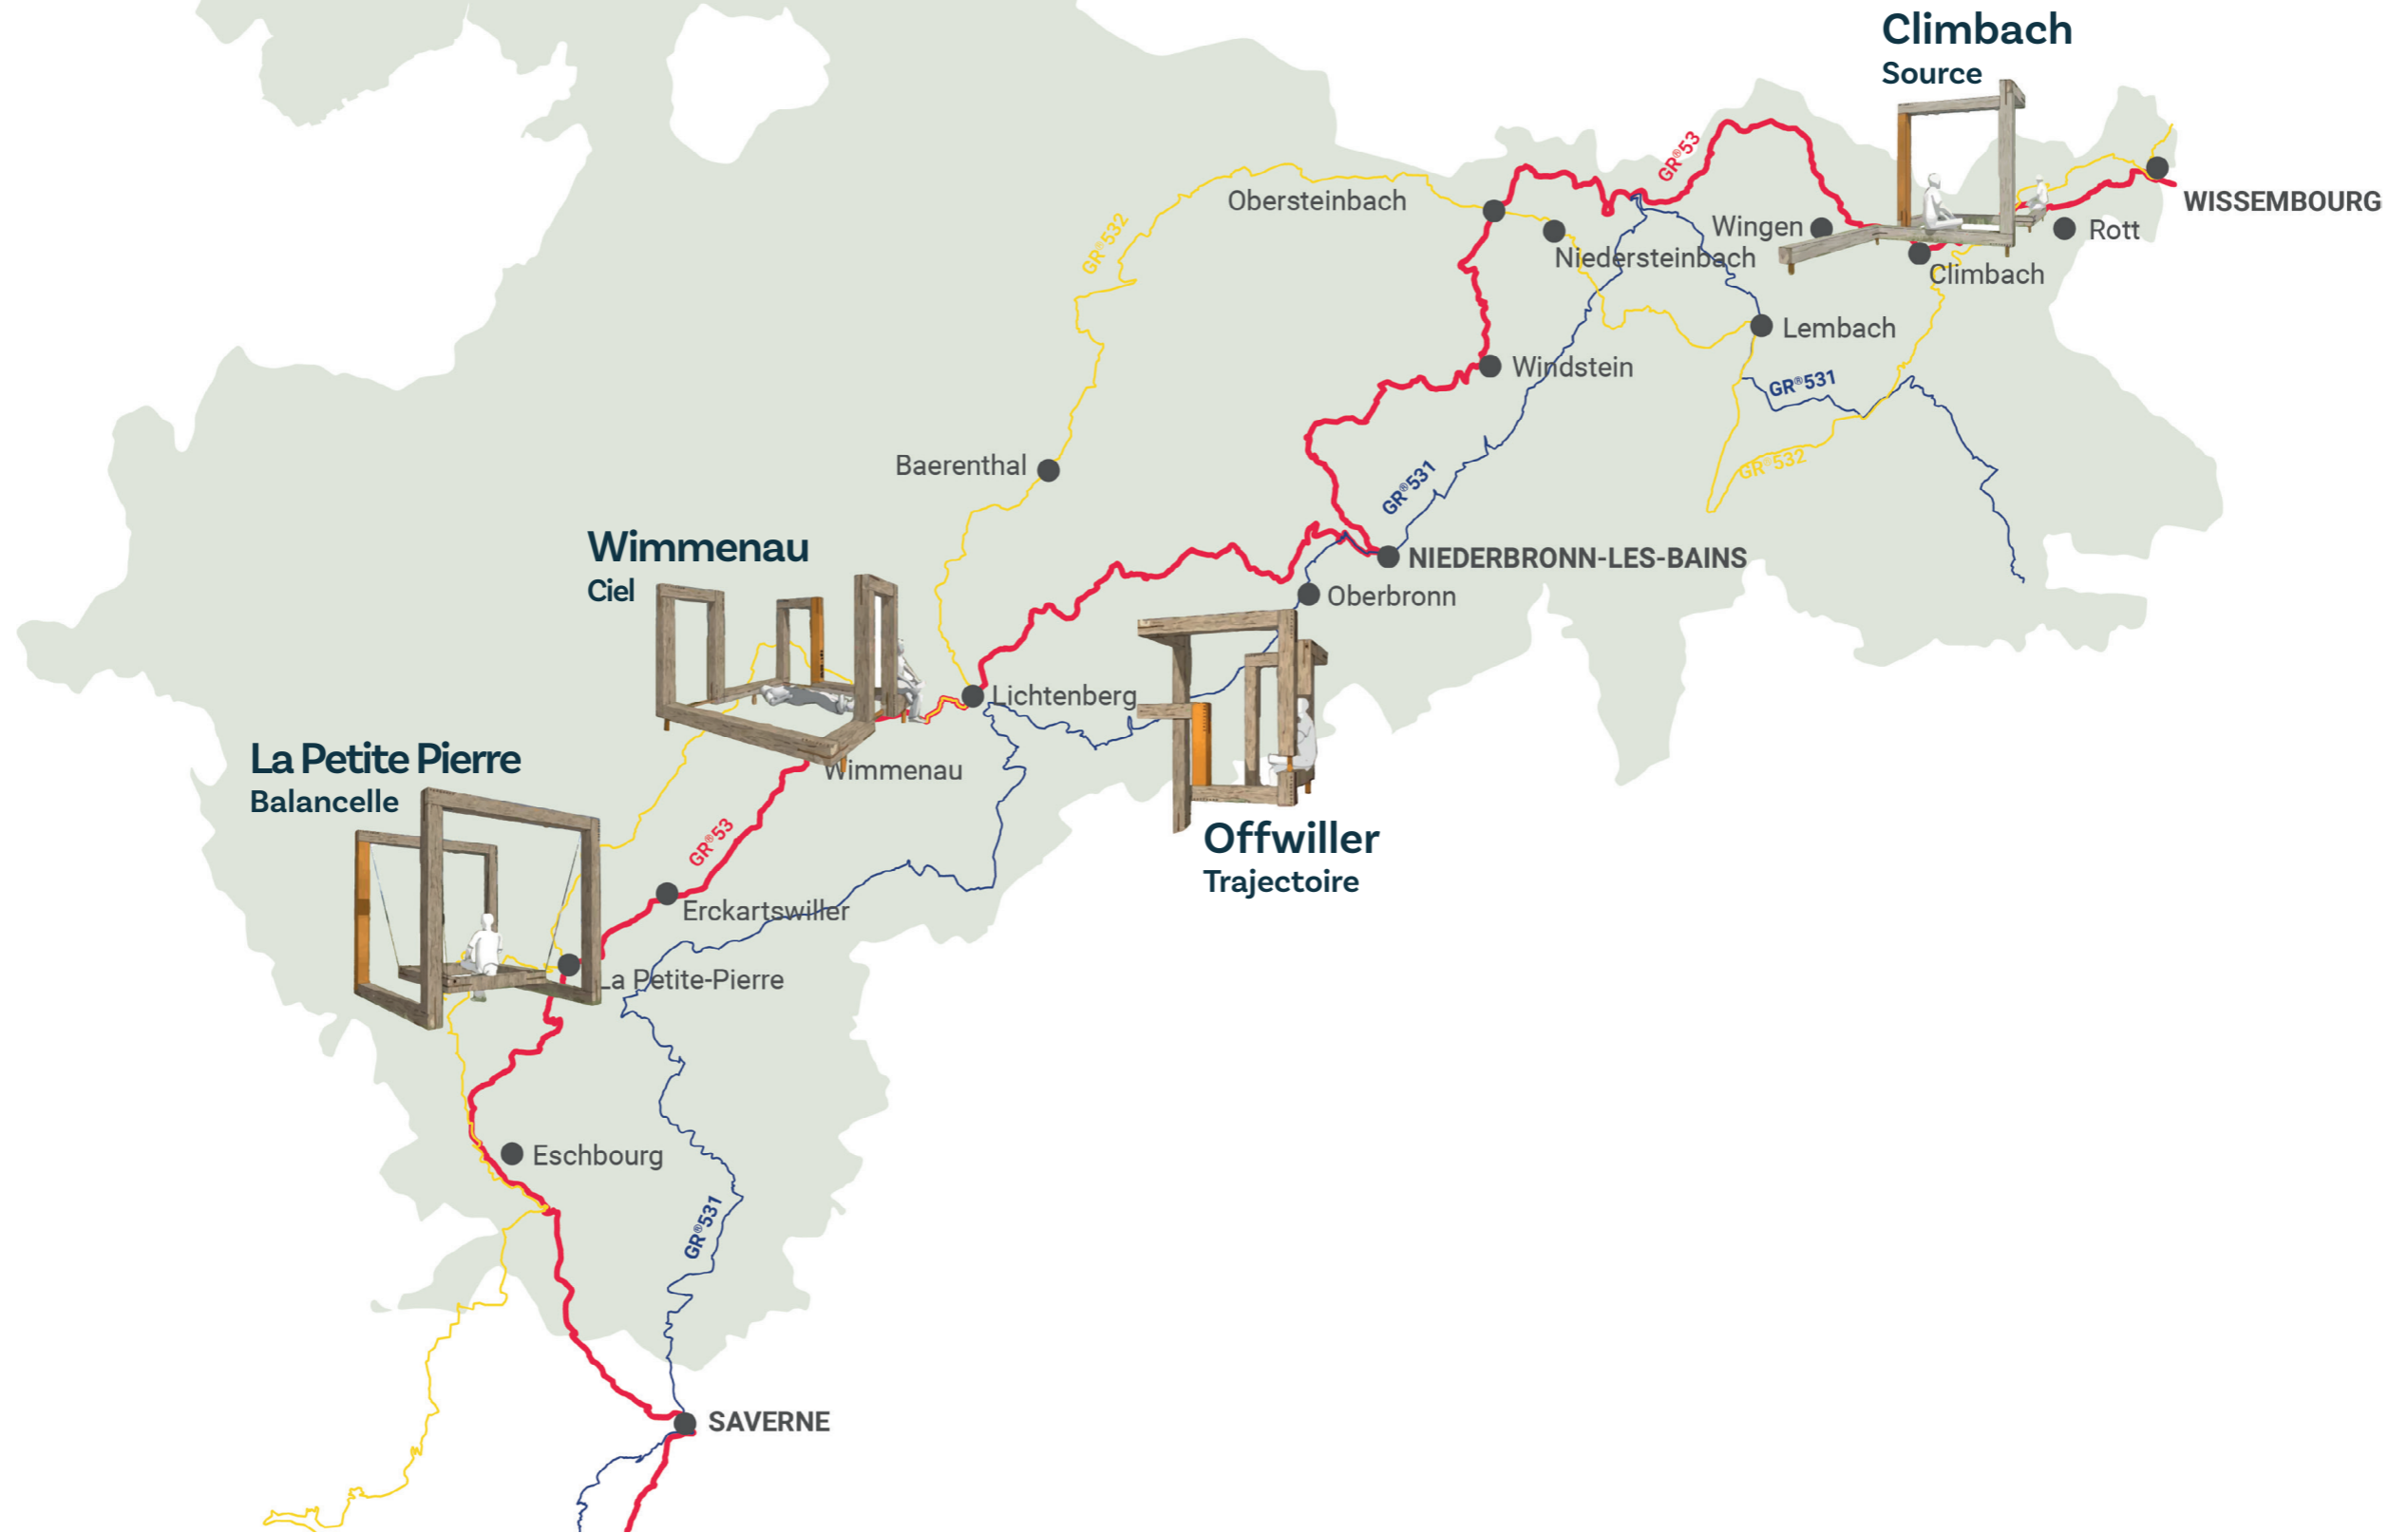 Climbach
Source
GR®53
WISSEMBOURG
Obersteinbach
Wingen
Rott
GR®532
Niedersteinbach
Climbach
Lembach
Windstein
GR®531
Baerenthal
GR®532
GR®531
Wimmenau
Ciel
NIEDERBRONN-LES-BAINS
Oberbronn
Lichtenberg
La Petite Pierre
Balancelle
Wimmenau
GR®53
Offwiller
Trajectoire
Erckartswiller
La Petite-Pierre
Eschbourg
GR®531
SAVERNE